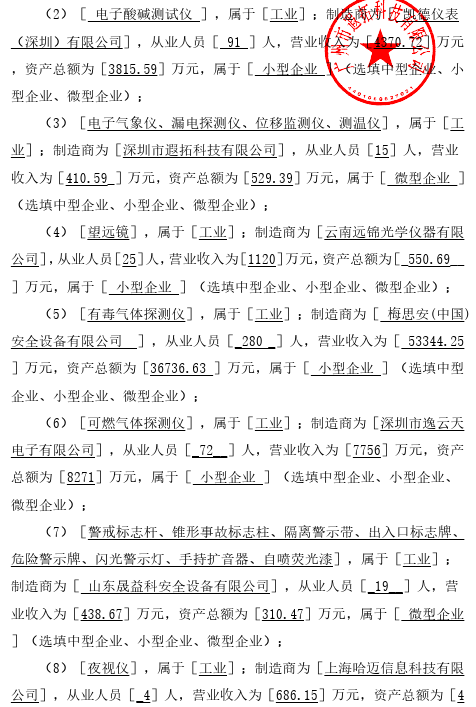 （2）［ 电子酸碱测试仪 ］，属于［工业］；制造商为［ 凯德仪表
（深圳）有限公司］，从业人员［ 91 ］人，营业收入为［4370.72］万元
，资产总额为［3815.59］万元，属于［ 小型企业 ］（选填中型企业、小
型企业、微型企业）；
（3）［电子气象仪、漏电探测仪、位移监测仪、测温仪］，属于［工
业］；制造商为［深圳市遐拓科技有限公司］，从业人员［15］人，营业
收入为［410.59_］万元，资产总额为［529.39］万元，属于［ 微型企业 ］
（选填中型企业、小型企业、微型企业）；
（4）［望远镜］，属于［工业］；制造商为［云南远锦光学仪器有限
公司］，从业人员［25］人，营业收入为［1120］万元，资产总额为［_550.69__
］万元，属于［ 小型企业 ］（选填中型企业、小型企业、微型企业）；
（5）［有毒气体探测仪］，属于［工业］；制造商为［ 梅思安(中国)
安全设备有限公司 ］，从业人员［_280 _］人，营业收入为［ 53344.25
］万元，资产总额为［36736.63 ］万元，属于［ 小型企业 ］（选填中型
企业、小型企业、微型企业）；
（6）［可燃气体探测仪］，属于［工业］；制造商为［深圳市逸云天
电子有限公司］，从业人员［_72__］人，营业收入为［7756］万元，资产
总额为［8271］万元，属于［ 小型企业 ］（选填中型企业、小型企业、
微型企业）；
（7）［警戒标志杆、锥形事故标志柱、隔离警示带、出入口标志牌、
危险警示牌、闪光警示灯、手持扩音器、自喷荧光漆］，属于［工业］；
制造商为［ 山东晟益科安全设备有限公司］，从业人员［_19__］人，营
业收入为［438.67］万元，资产总额为［310.47］万元，属于［ 微型企业
］（选填中型企业、小型企业、微型企业）；
（8）［夜视仪］，属于［工业］；制造商为［上海哈迈信息科技有限
公司］，从业人员［_4］人，营业收入为［686.15］万元，资产总额为［4